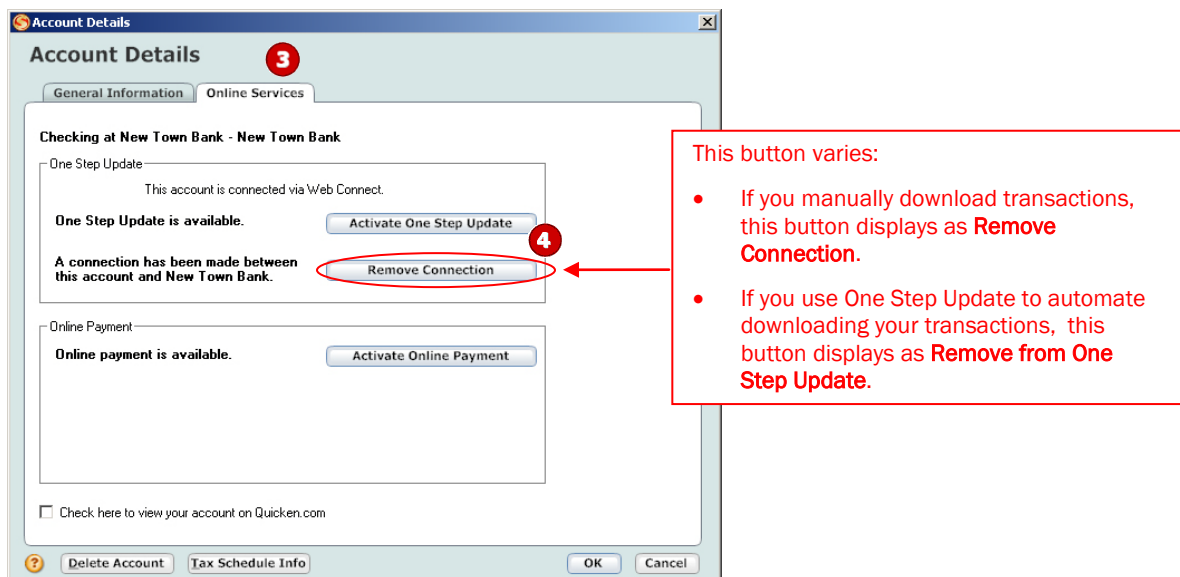 Account Details
Account Details
3
General Information
Online Services
Checking at New Town Bank - New Town Bank
One Step Update
This account is connected via Web Connect.
One Step Update is available.
Activate One Step Update
4
A connection has been made between
this account and New Town Bank.
Remove Connection
Online Payment
Online payment is available.
Activate Online Payment
Check here to view your account on Quicken.com
?
Delete Account
Tax Schedule Info
OK
Cancel
This button varies:
• If you manually download transactions,
this button displays as Remove
Connection.
• If you use One Step Update to automate
downloading your transactions, this
button displays as Remove from One
Step Update.